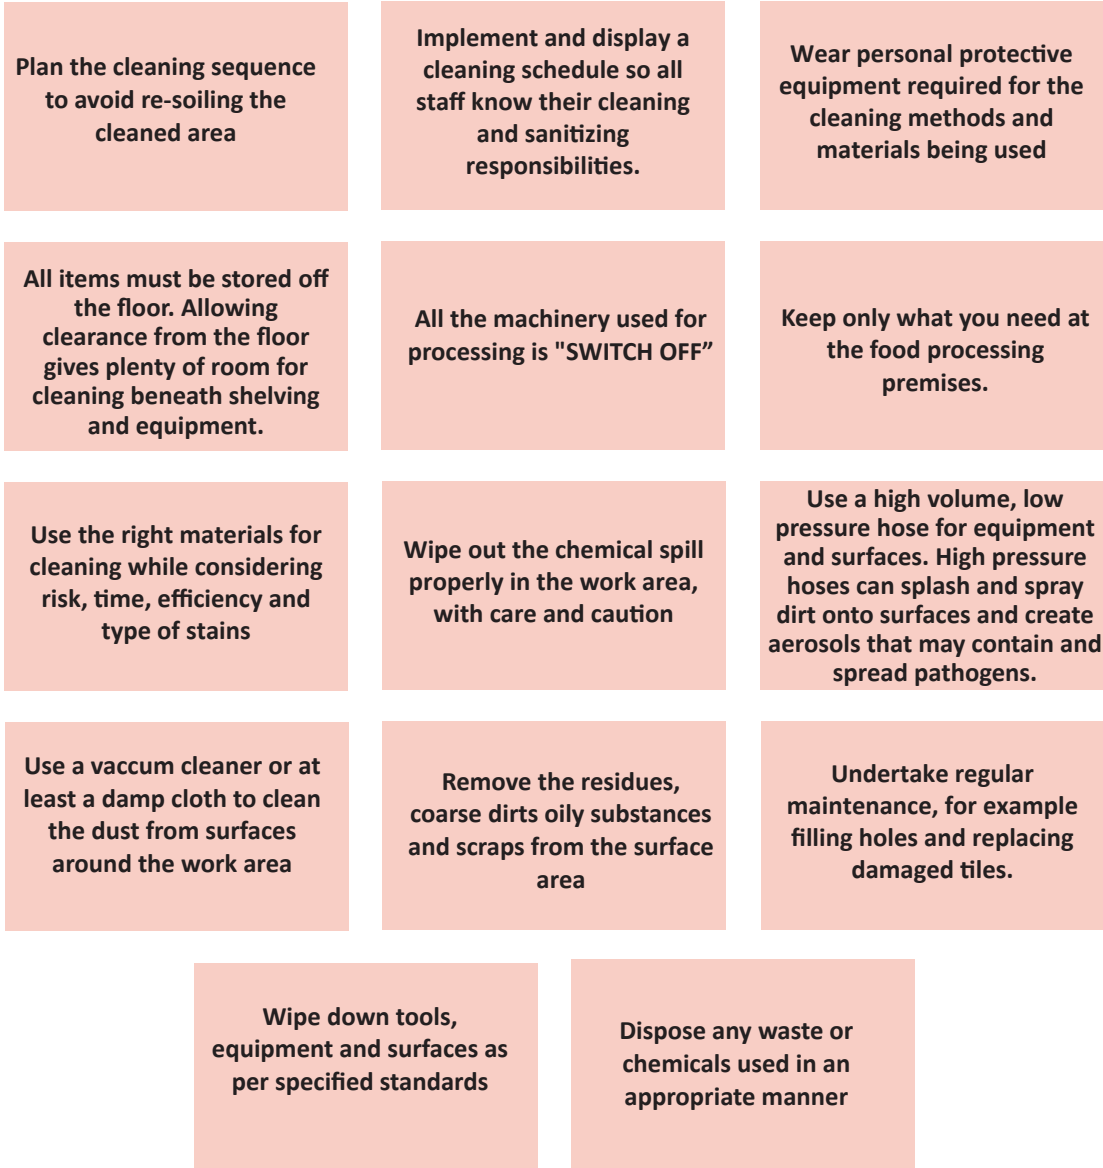 Plan the cleaning sequence
to avoid re-soiling the
cleaned area
Implement and display a
cleaning schedule so all
staff know their cleaning
and sanitizing
responsibilities.
Wear personal protective
equipment required for the
cleaning methods and
materials being used
All items must be stored off
the floor. Allowing
clearance from the floor
gives plenty of room for
cleaning beneath shelving
and equipment.
All the machinery used for
processing is "SWITCH OFF”
Keep only what you need at
the food processing
premises.
Use the right materials for
cleaning while considering
risk, time, efficiency and
type of stains
Wipe out the chemical spill
properly in the work area,
with care and caution
Use a high volume, low
pressure hose for equipment
and surfaces. High pressure
hoses can splash and spray
dirt onto surfaces and create
aerosols that may contain and
spread pathogens.
Use a vaccum cleaner or at
least a damp cloth to clean
the dust from surfaces
around the work area
Remove the residues,
coarse dirts oily substances
and scraps from the surface
area
Undertake regular
maintenance, for example
filling holes and replacing
damaged tiles.
Wipe down tools,
equipment and surfaces as
per specified standards
Dispose any waste or
chemicals used in an
appropriate manner